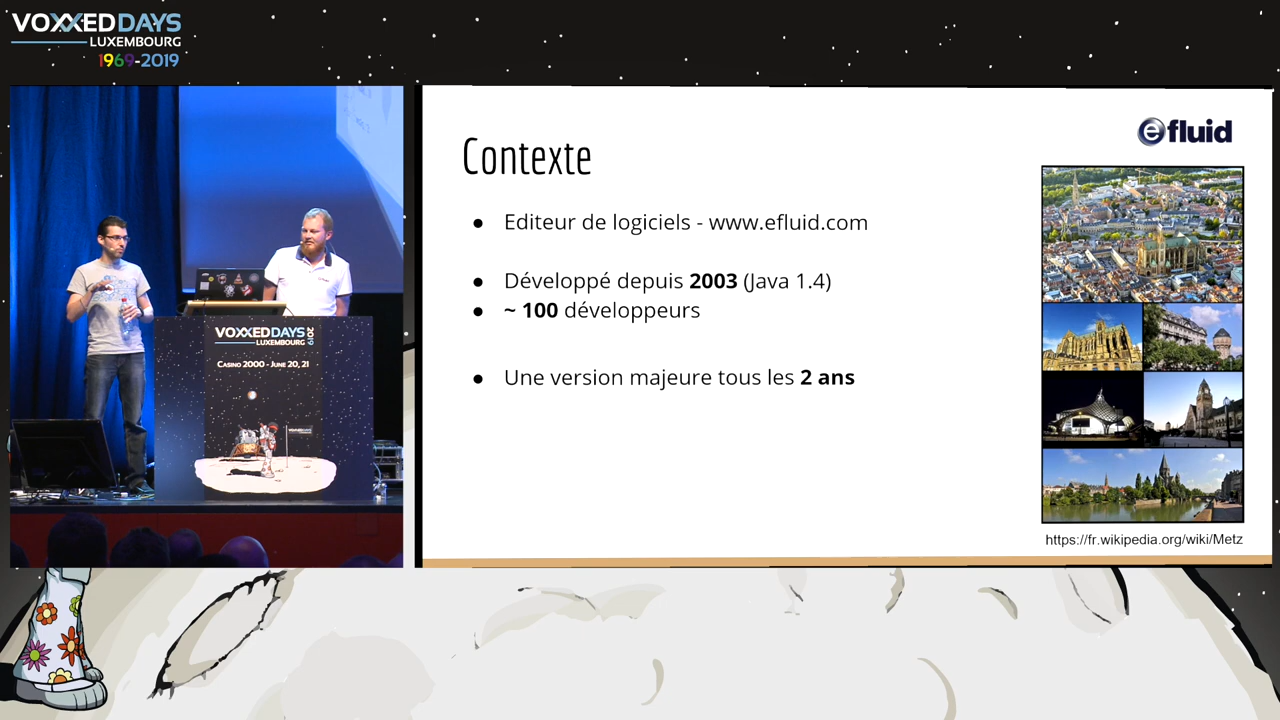 VOXXEDDAYS
LUXEMBOURG
1969-2019
efluid
Contexte
● Editeur de logiciels - www.efluid.com
● Développé depuis 2003 (Java 1.4)
● ~ 100 développeurs
● Une version majeure tous les 2 ans
https://fr.wikipedia.org/wiki/Metz
VOXXEDDAYS 2019
LUXEMBOURG
CASINO 2000 - JUNE 20, 21